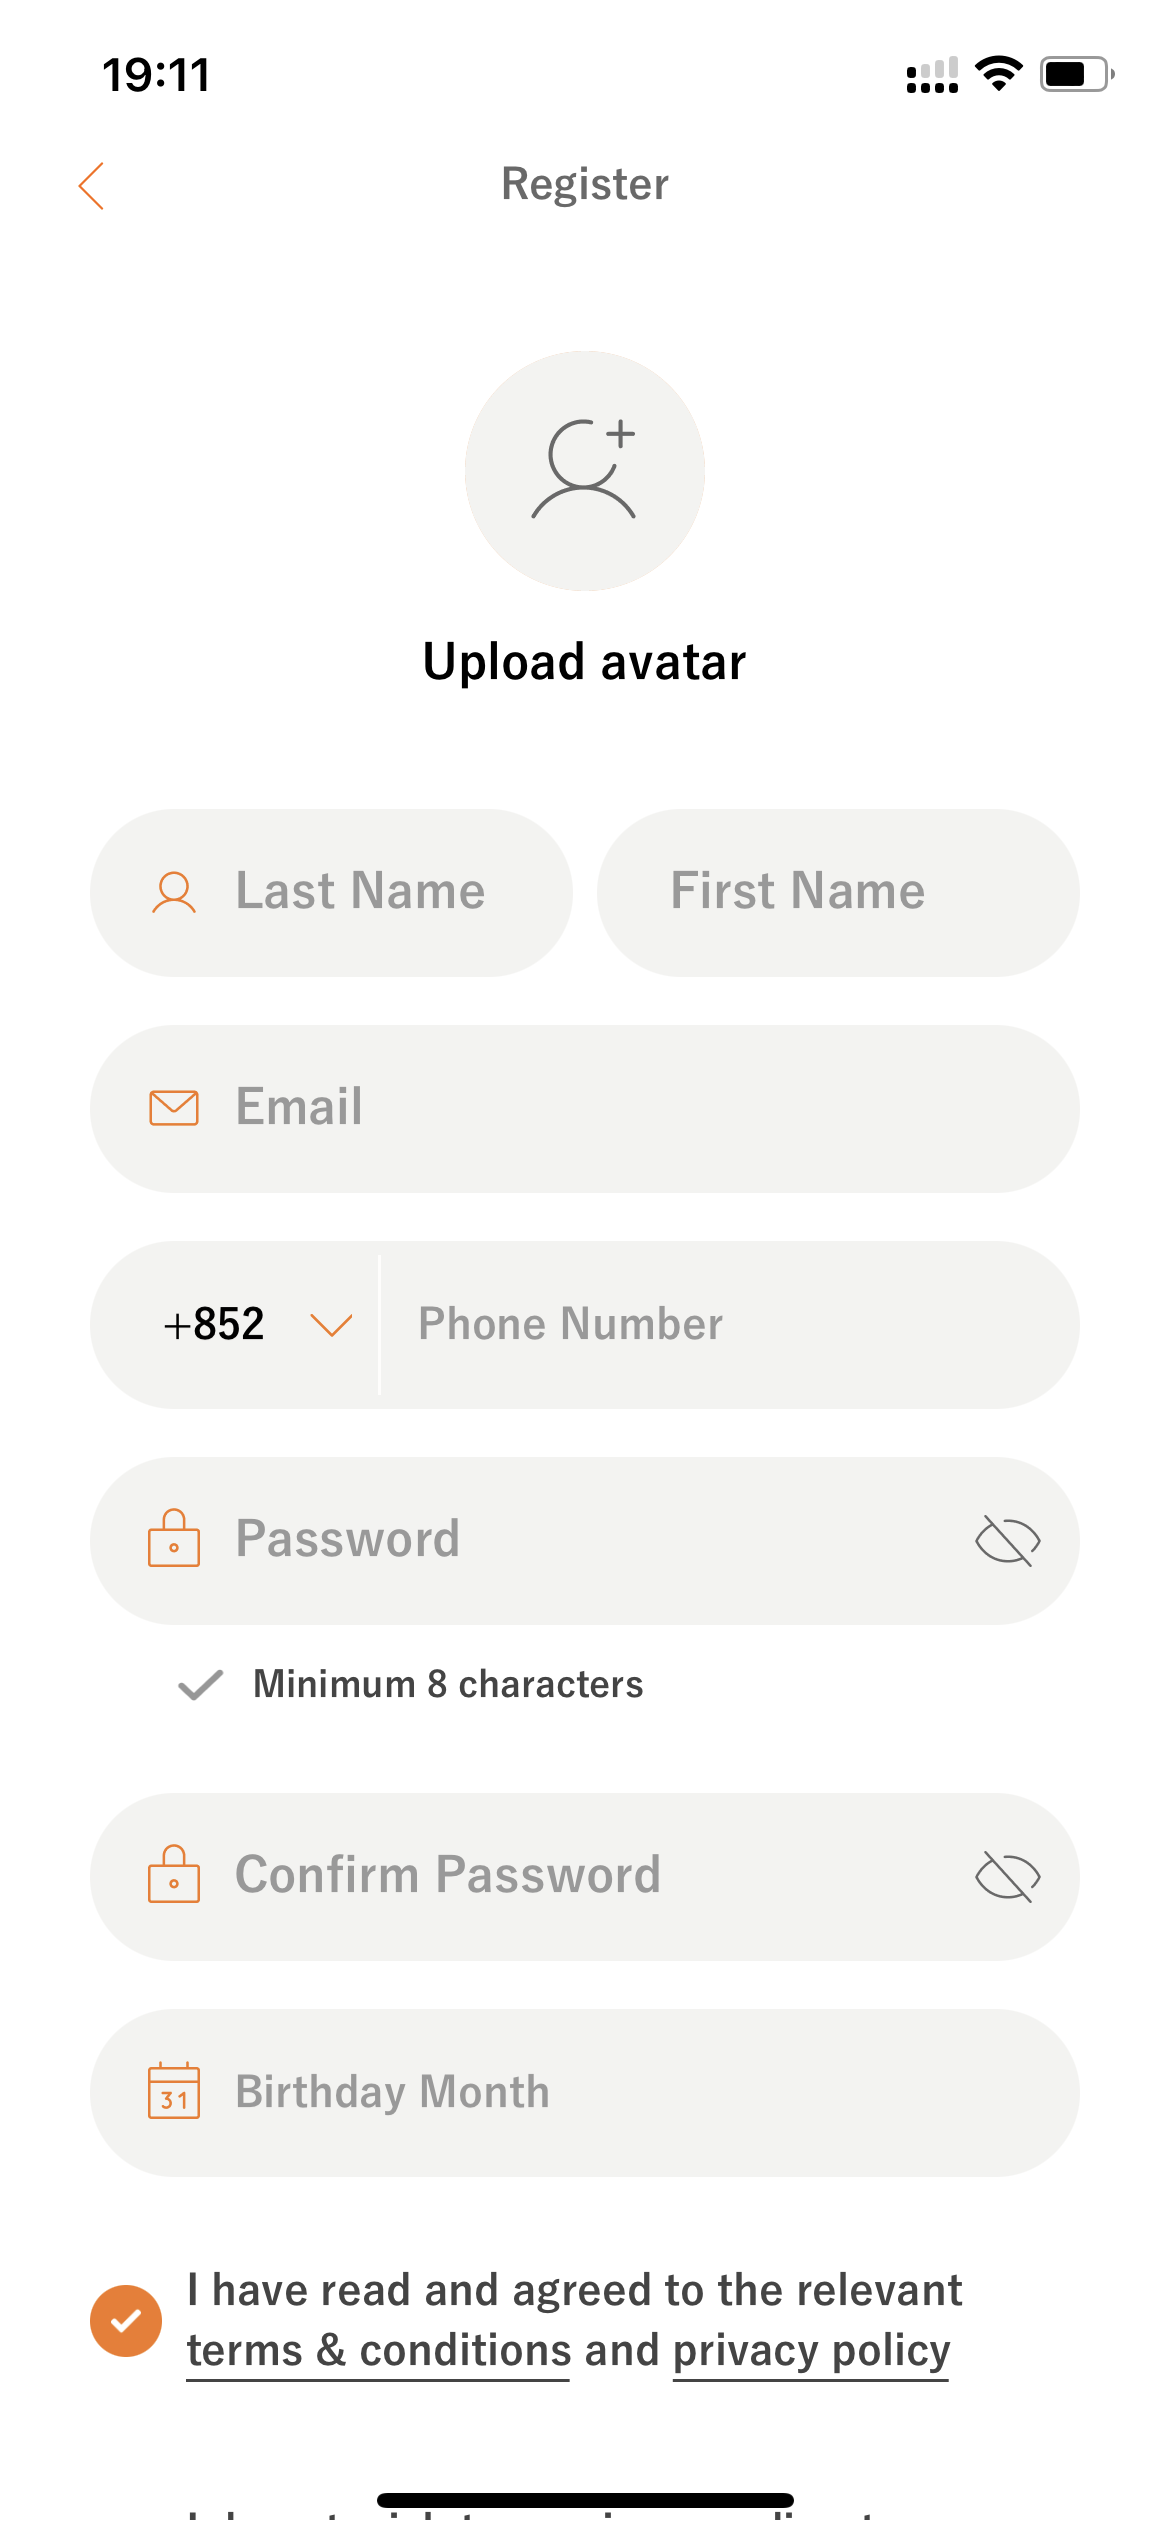 19:11
Register
Upload avatar
Last Name
First Name
Email
+852
Phone Number
Password
Minimum 8 characters
Confirm Password
31
Birthday Month
I have read and agreed to the relevant
terms & conditions and privacy policy